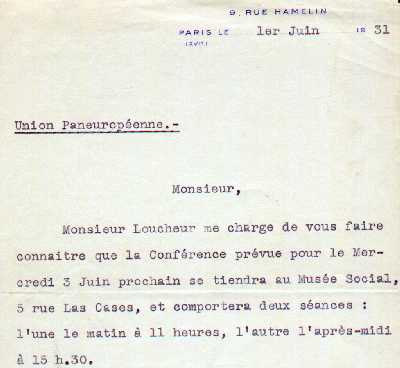 9, RUE HAMELIN
PARIS LE 1er Juin 1931
(XVIᵉ)
Union Paneuropéenne.-
Monsieur,
Monsieur Loucheur me charge de vous faire
connaitre que la Conférence prévue pour le Mer-
credi 3 Juin prochain se tiendra au Musée Social,
5 rue Las Cases, et comportera deux séances :
l'une le matin à 11 heures, l'autre l'après-midi
à 15 h.30.